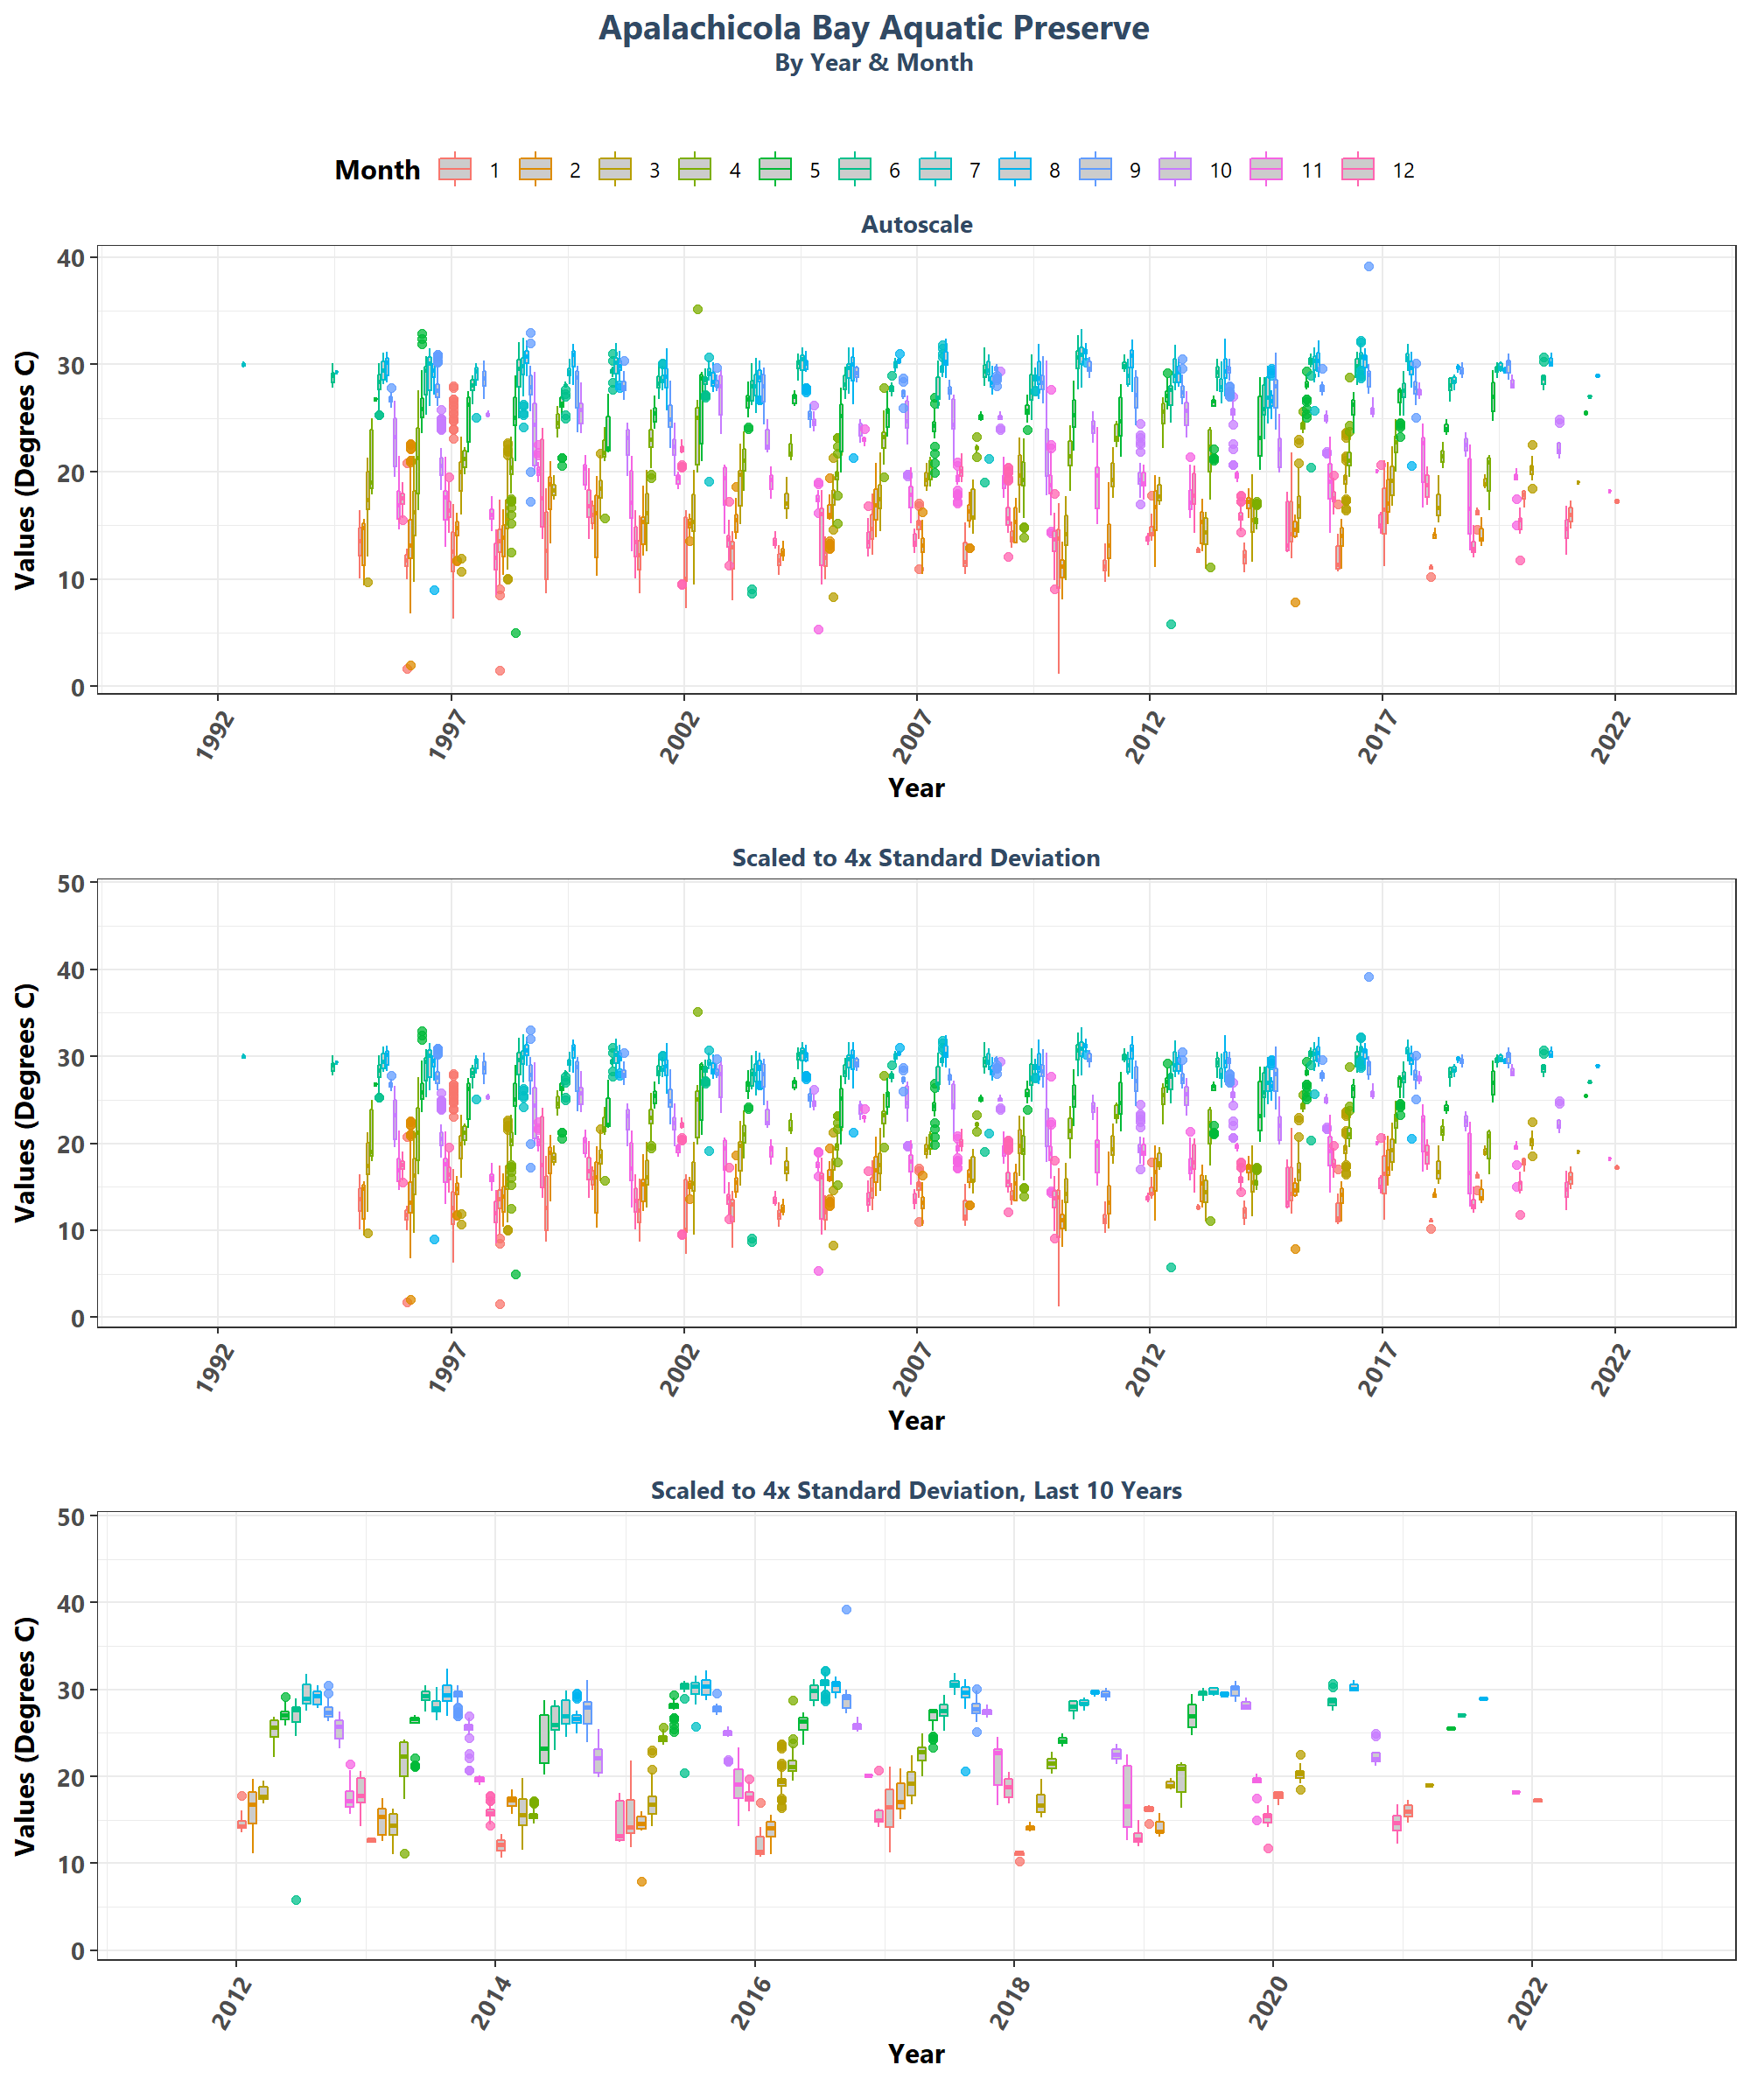 Apalachicola Bay Aquatic Preserve
By Year & Month
Month 1 2 3 4 5 6 7 8 9 10 11 12
Autoscale
40
30
20
10
0
Values (Degrees C)
1992 1997 2002 2007 2012 2017 2022
Year
Scaled to 4x Standard Deviation
50
40
30
20
10
0
Values (Degrees C)
1992 1997 2002 2007 2012 2017 2022
Year
Scaled to 4x Standard Deviation, Last 10 Years
50
40
30
20
10
0
Values (Degrees C)
2012 2014 2016 2018 2020 2022
Year